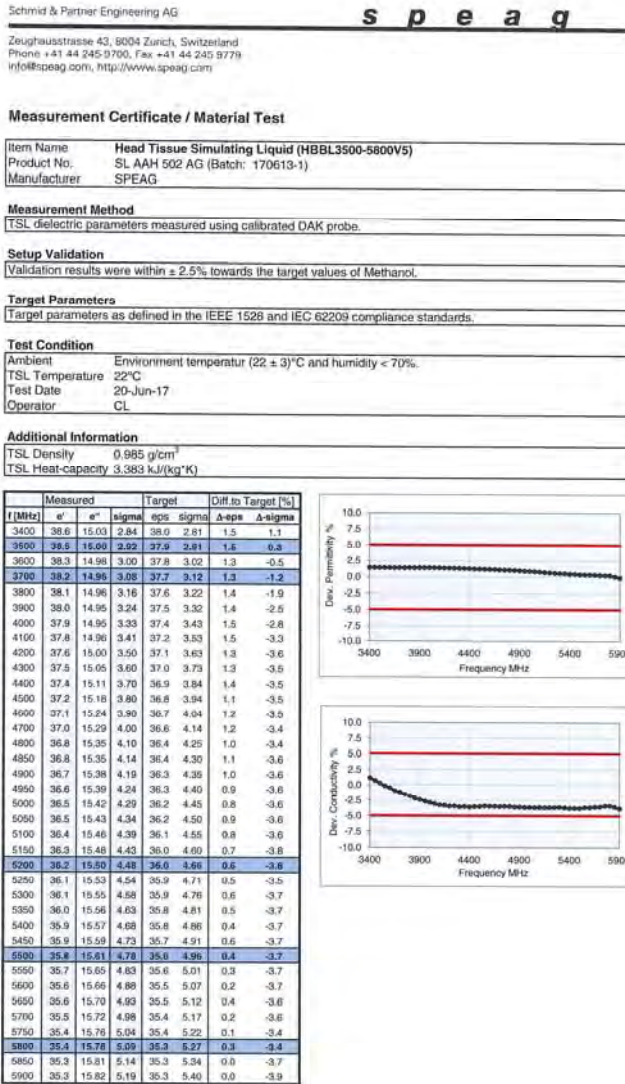 Schmid & Partner Engineering AG
s p e a g
Zeughausstrasse 43, 8004 Zurich, Switzerland
Phone +41 44 245 9700, Fax +41 44 245 9779
info@speag.com, http://www.speag.com
Measurement Certificate / Material Test
Item Name Head Tissue Simulating Liquid (HBBL3500-5800V5)
Product No. SL AAH 502 AG (Batch: 170613-1)
Manufacturer SPEAG
Measurement Method
TSL dielectric parameters measured using calibrated DAK probe.
Setup Validation
Validation results were within ± 2.5% towards the target values of Methanol.
Target Parameters
Target parameters as defined in the IEEE 1528 and IEC 62209 compliance standards.
Test Condition
Ambient Environment temperatur (22 ± 3)°C and humidity < 70%.
TSL Temperature 22°C
Test Date 20-Jun-17
Operator CL
Additional Information
TSL Density 0.985 g/cm³
TSL Heat-capacity 3.383 kJ/(kg*K)
Measured Target Diff.to Target [%]
f [MHz] e' e'' sigma eps sigma Δ-eps Δ-sigma
3400 38.6 15.03 2.84 38.0 2.81 1.5 1.1
3500 38.5 15.00 2.92 37.9 2.91 1.5 0.3
3600 38.3 14.98 3.00 37.8 3.02 1.3 -0.5
3700 38.2 14.95 3.08 37.7 3.12 1.3 -1.2
3800 38.1 14.96 3.16 37.6 3.22 1.4 -1.9
3900 38.0 14.95 3.24 37.5 3.32 1.4 -2.5
4000 37.9 14.95 3.33 37.4 3.43 1.5 -2.8
4100 37.8 14.96 3.41 37.2 3.53 1.5 -3.3
4200 37.6 15.00 3.50 37.1 3.63 1.3 -3.6
4300 37.5 15.05 3.60 37.0 3.73 1.3 -3.5
4400 37.4 15.11 3.70 36.9 3.84 1.4 -3.5
4500 37.2 15.18 3.80 36.8 3.94 1.1 -3.5
4600 37.1 15.24 3.90 36.7 4.04 1.2 -3.5
4700 37.0 15.29 4.00 36.6 4.14 1.2 -3.4
4800 36.8 15.35 4.10 36.4 4.25 1.0 -3.4
4850 36.8 15.35 4.14 36.4 4.30 1.1 -3.6
4900 36.7 15.38 4.19 36.3 4.35 1.0 -3.6
4950 36.6 15.39 4.24 36.3 4.40 0.9 -3.6
5000 36.5 15.42 4.29 36.2 4.45 0.8 -3.6
5050 36.5 15.43 4.34 36.2 4.50 0.9 -3.6
5100 36.4 15.46 4.39 36.1 4.55 0.8 -3.6
5150 36.3 15.48 4.43 36.0 4.60 0.7 -3.8
5200 36.2 15.50 4.48 36.0 4.66 0.6 -3.8
5250 36.1 15.53 4.54 35.9 4.71 0.5 -3.5
5300 36.1 15.55 4.58 35.9 4.76 0.6 -3.7
5350 36.0 15.56 4.63 35.8 4.81 0.5 -3.7
5400 35.9 15.57 4.68 35.8 4.86 0.4 -3.7
5450 35.9 15.59 4.73 35.7 4.91 0.6 -3.7
5500 35.8 15.61 4.78 35.6 4.96 0.4 -3.7
5550 35.7 15.65 4.83 35.6 5.01 0.3 -3.7
5600 35.6 15.66 4.88 35.5 5.07 0.2 -3.7
5650 35.6 15.70 4.93 35.5 5.12 0.4 -3.6
5700 35.5 15.72 4.98 35.4 5.17 0.2 -3.6
5750 35.4 15.76 5.04 35.4 5.22 0.1 -3.4
5800 35.4 15.78 5.09 35.3 5.27 0.3 -3.4
5850 35.3 15.81 5.14 35.3 5.34 0.0 -3.7
5900 35.3 15.82 5.19 35.3 5.40 0.0 -3.9
Dev. Permittivity %
10.0
7.5
5.0
2.5
0.0
-2.5
-5.0
-7.5
-10.0
3400 3900 4400 4900 5400 590
Frequency MHz
Dev. Conductivity %
10.0
7.5
5.0
2.5
0.0
-2.5
-5.0
-7.5
-10.0
3400 3900 4400 4900 5400 590
Frequency MHz